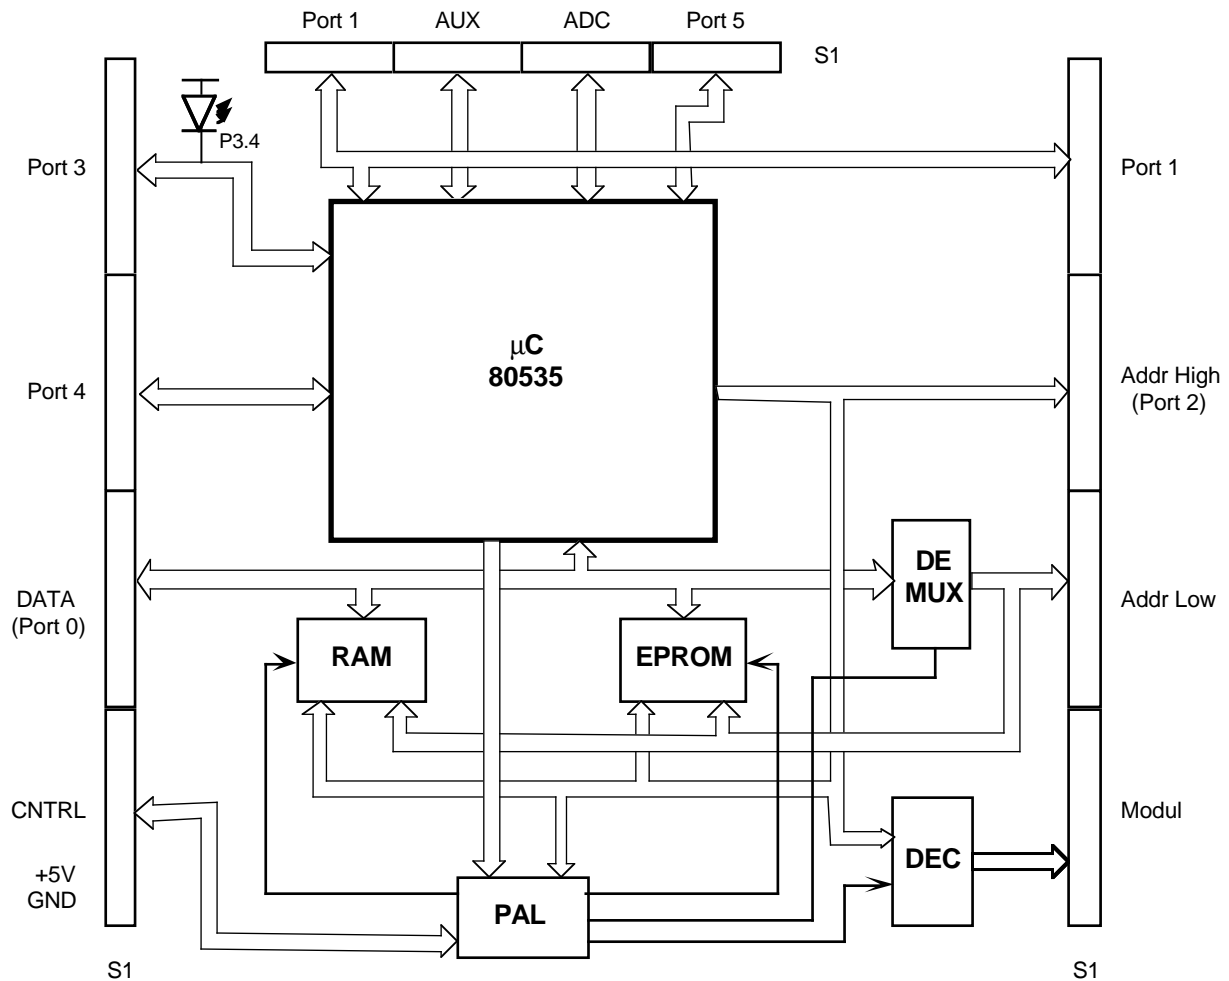 Port 1 AUX ADC Port 5
S1
P3.4
Port 3
Port 1
μC
80535
Port 4
Addr High
(Port 2)
DE
MUX
DATA
(Port 0)
Addr Low
RAM
EPROM
CNTRL
Modul
+5V
GND
DEC
PAL
S1
S1